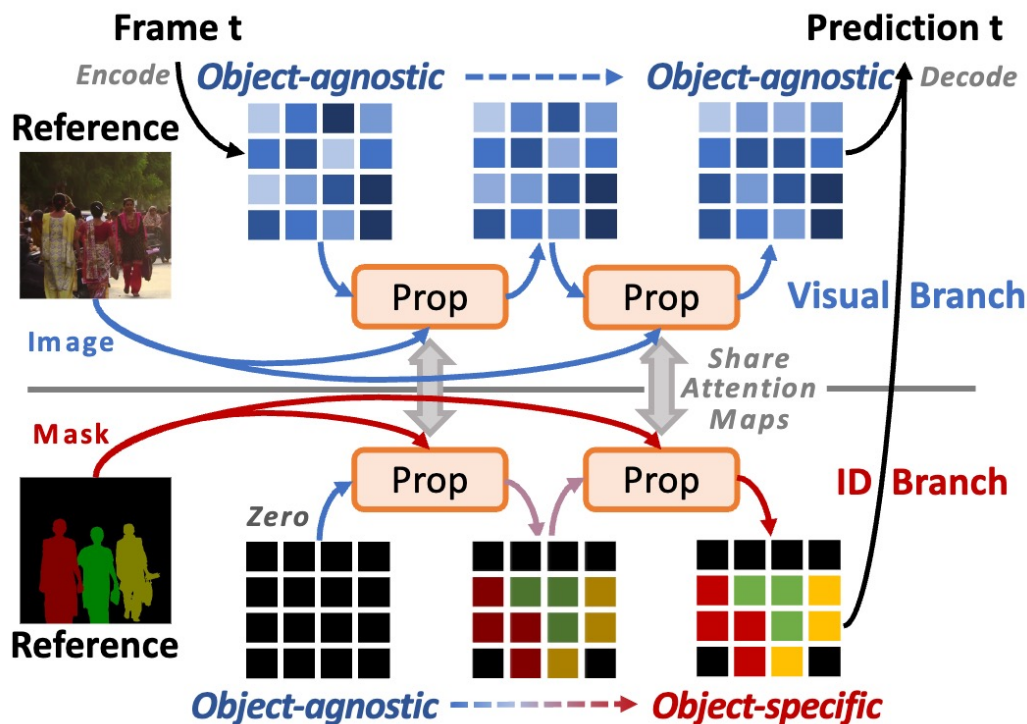 Frame t
Prediction t
Encode
Object-agnostic
Object-agnostic
Decode
Reference
Prop
Prop
Visual Branch
Image
Share
Attention
Maps
Mask
Prop
Prop
ID Branch
Zero
Reference
Object-agnostic
Object-specific